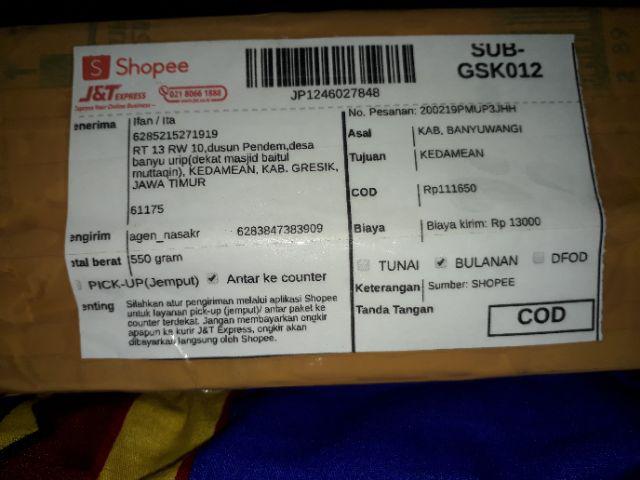 Shopee
J&T EXPRESS
Express Your Online Business
021 8066 1888
JP1246027848
SUB-
GSK012
No. Pesanan: 200219PMUP3JHH
enerima
Ifan / Ita
6285215271919
RT 13 RW 10,dusun Pendem,desa
banyu urip(dekat masjid baitul
muttaqin), KEDAMEAN, KAB. GRESIK,
JAWA TIMUR
61175
Asal
KAB. BANYUWANGI
Tujuan
KEDAMEAN
COD
Rp111650
engirim
agen_nasakr
6283847383909
Biaya
Biaya kirim: Rp 13000
otal berat
550 gram
TUNAI
BULANAN
DFOD
PICK-UP(Jemput)
Antar ke counter
Keterangan
Sumber: SHOPEE
enting
Silahkan atur pengiriman melalui aplikasi Shopee
untuk layanan pick-up (jemput)/ antar paket ke
counter terdekat. Jangan membayarkan ongkir
apapun ke kurir J&T Express, ongkir akan
dibayarkan langsung oleh Shopee.
Tanda Tangan
COD